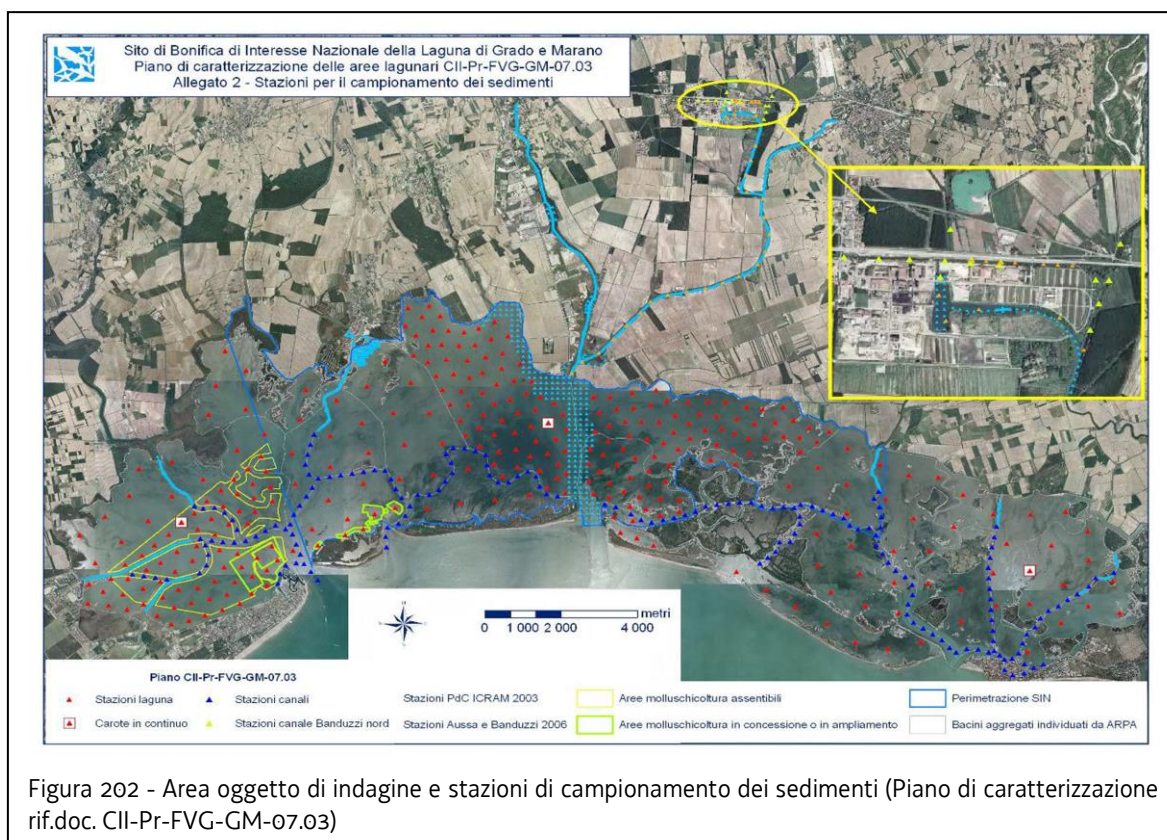 Sito di Bonifica di Interesse Nazionale della Laguna di Grado e Marano
Piano di caratterizzazione delle aree lagunari CII-Pr-FVG-GM-07.03
Allegato 2 - Stazioni per il campionamento dei sedimenti
metri
0 1 000 2 000 4 000
Piano CII-Pr-FVG-GM-07.03
Stazioni laguna
Stazioni canali
Stazioni PdC ICRAM 2003
Aree molluschicoltura assentibili
Perimetrazione SIN
Carote in continuo
Stazioni canale Banduzzi nord
Stazioni Aussa e Banduzzi 2006
Aree molluschicoltura in concessione o in ampliamento
Bacini aggregati individuati da ARPA
Figura 202 - Area oggetto di indagine e stazioni di campionamento dei sedimenti (Piano di caratterizzazione
rif.doc. CII-Pr-FVG-GM-07.03)